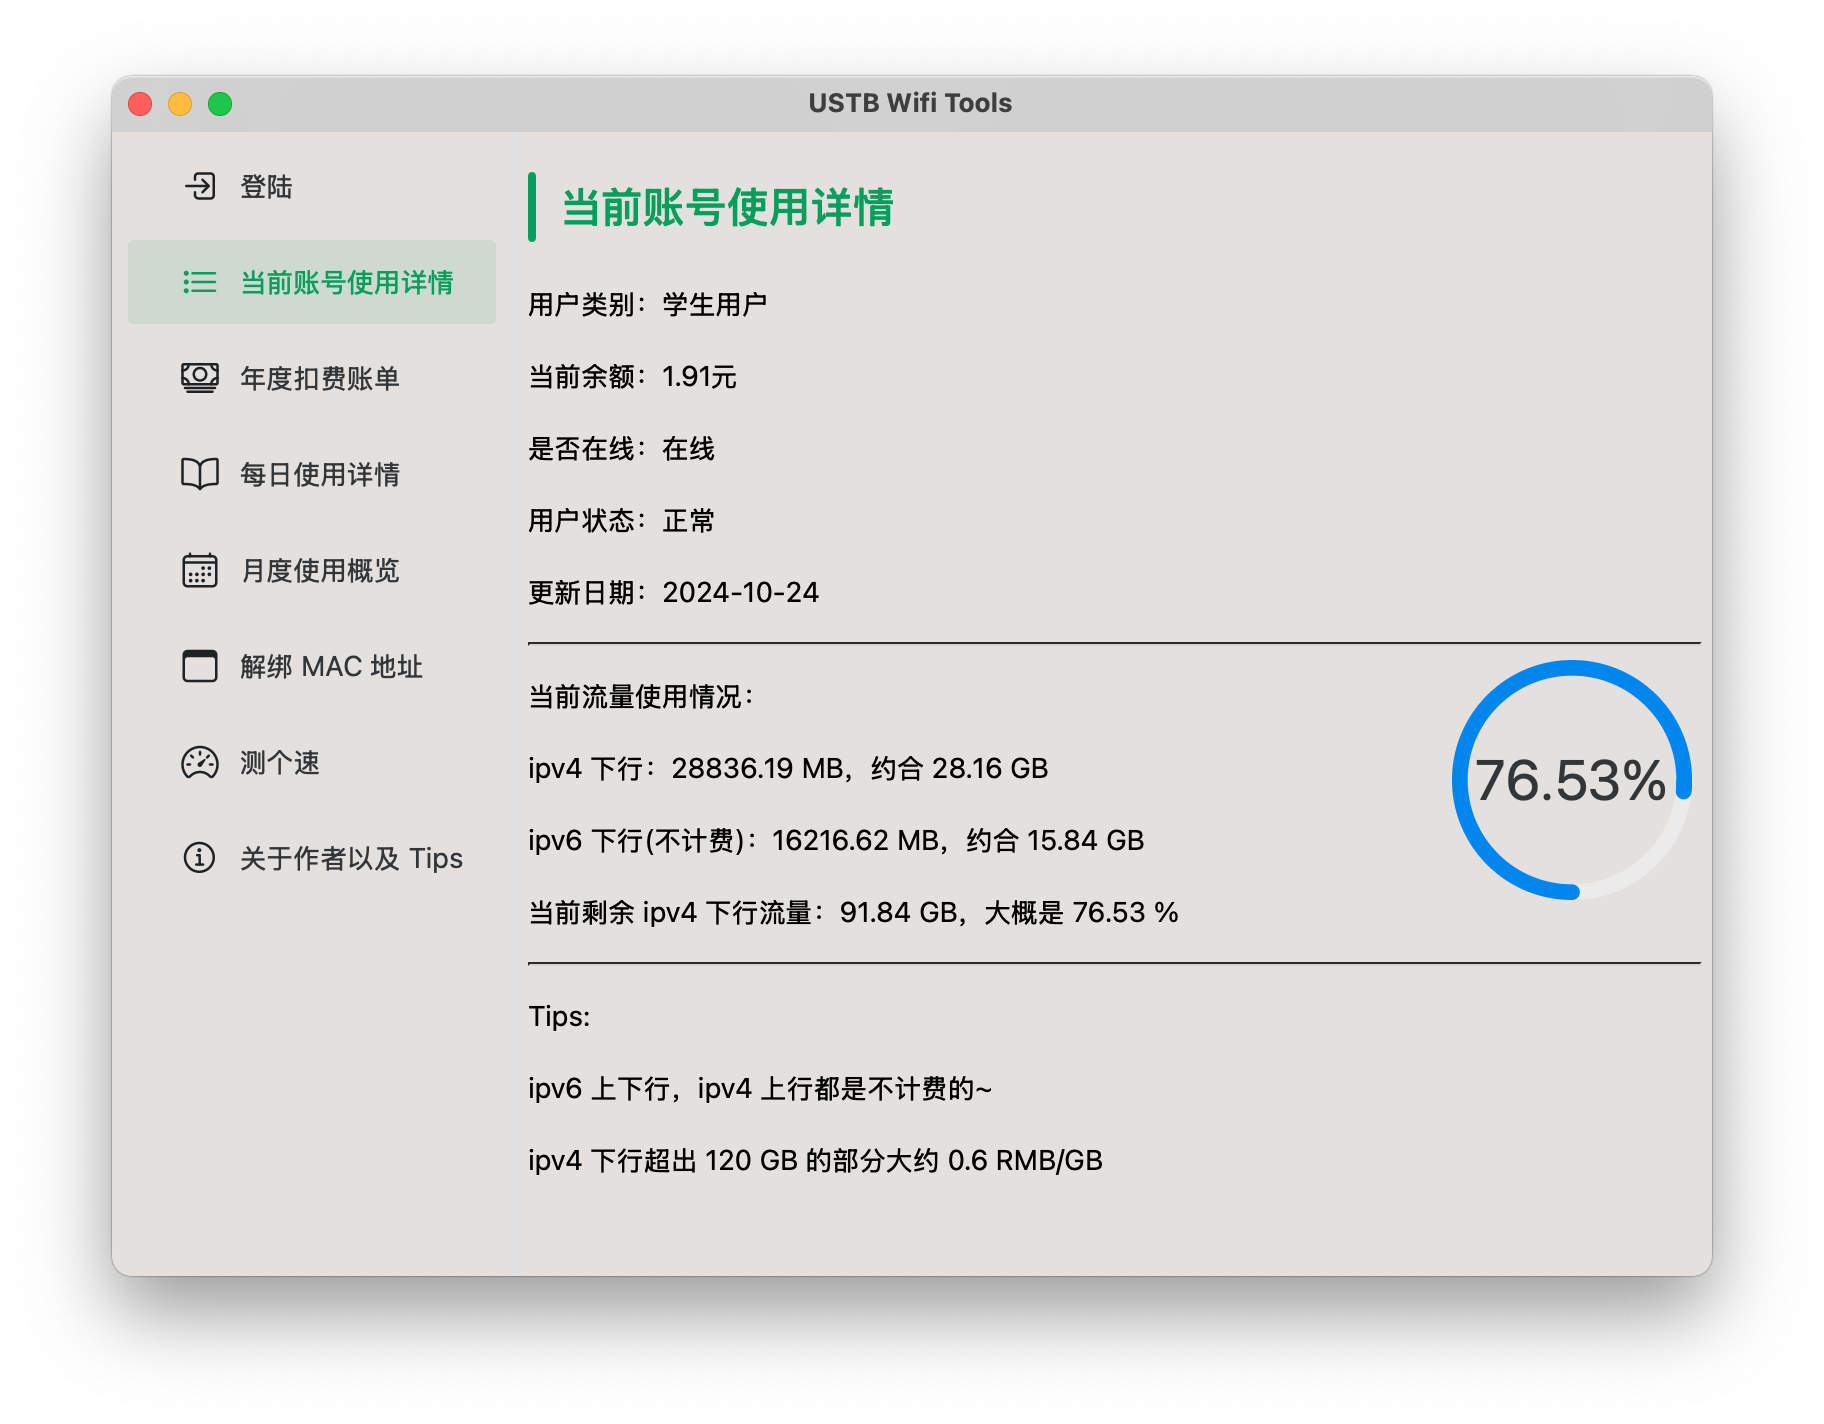 USTB Wifi Tools
登陆
当前账号使用详情
年度扣费账单
每日使用详情
月度使用概览
解绑 MAC 地址
测个速
关于作者以及 Tips
当前账号使用详情
用户类别：学生用户
当前余额：1.91元
是否在线：在线
用户状态：正常
更新日期：2024-10-24
当前流量使用情况：
ipv4 下行：28836.19 MB，约合 28.16 GB
ipv6 下行(不计费)：16216.62 MB，约合 15.84 GB
当前剩余 ipv4 下行流量：91.84 GB，大概是 76.53 %
76.53%
Tips:
ipv6 上下行，ipv4 上行都是不计费的~
ipv4 下行超出 120 GB 的部分大约 0.6 RMB/GB